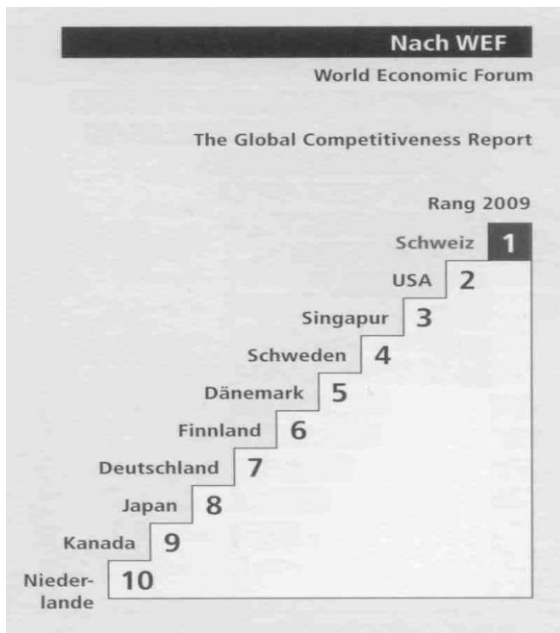 Nach WEF
World Economic Forum
The Global Competitiveness Report
Rang 2009
Schweiz 1
USA 2
Singapur 3
Schweden 4
Dänemark 5
Finnland 6
Deutschland 7
Japan 8
Kanada 9
Nieder- 10
lande